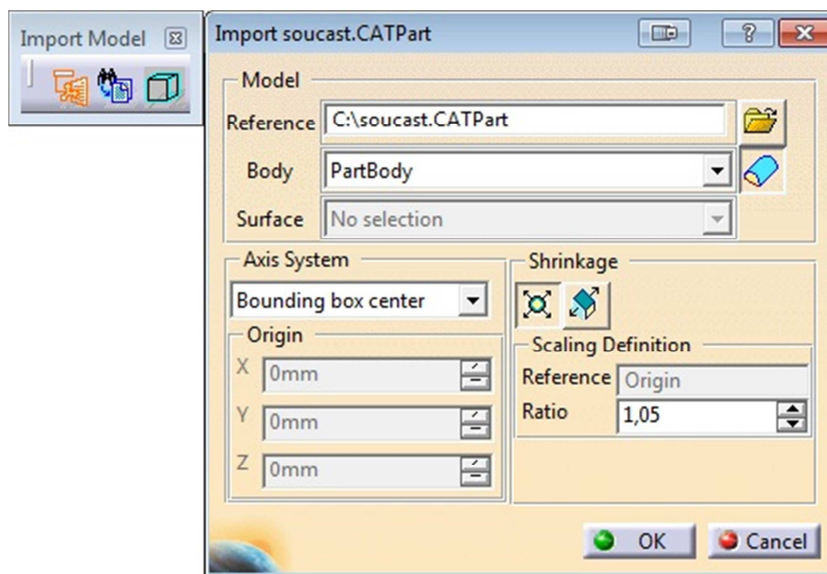 Import Model
Import soucast.CATPart
Model
Reference C:\soucast.CATPart
Body PartBody
Surface No selection
Axis System
Bounding box center
Origin
X 0mm
Y 0mm
Z 0mm
Shrinkage
Scaling Definition
Reference Origin
Ratio 1,05
OK Cancel